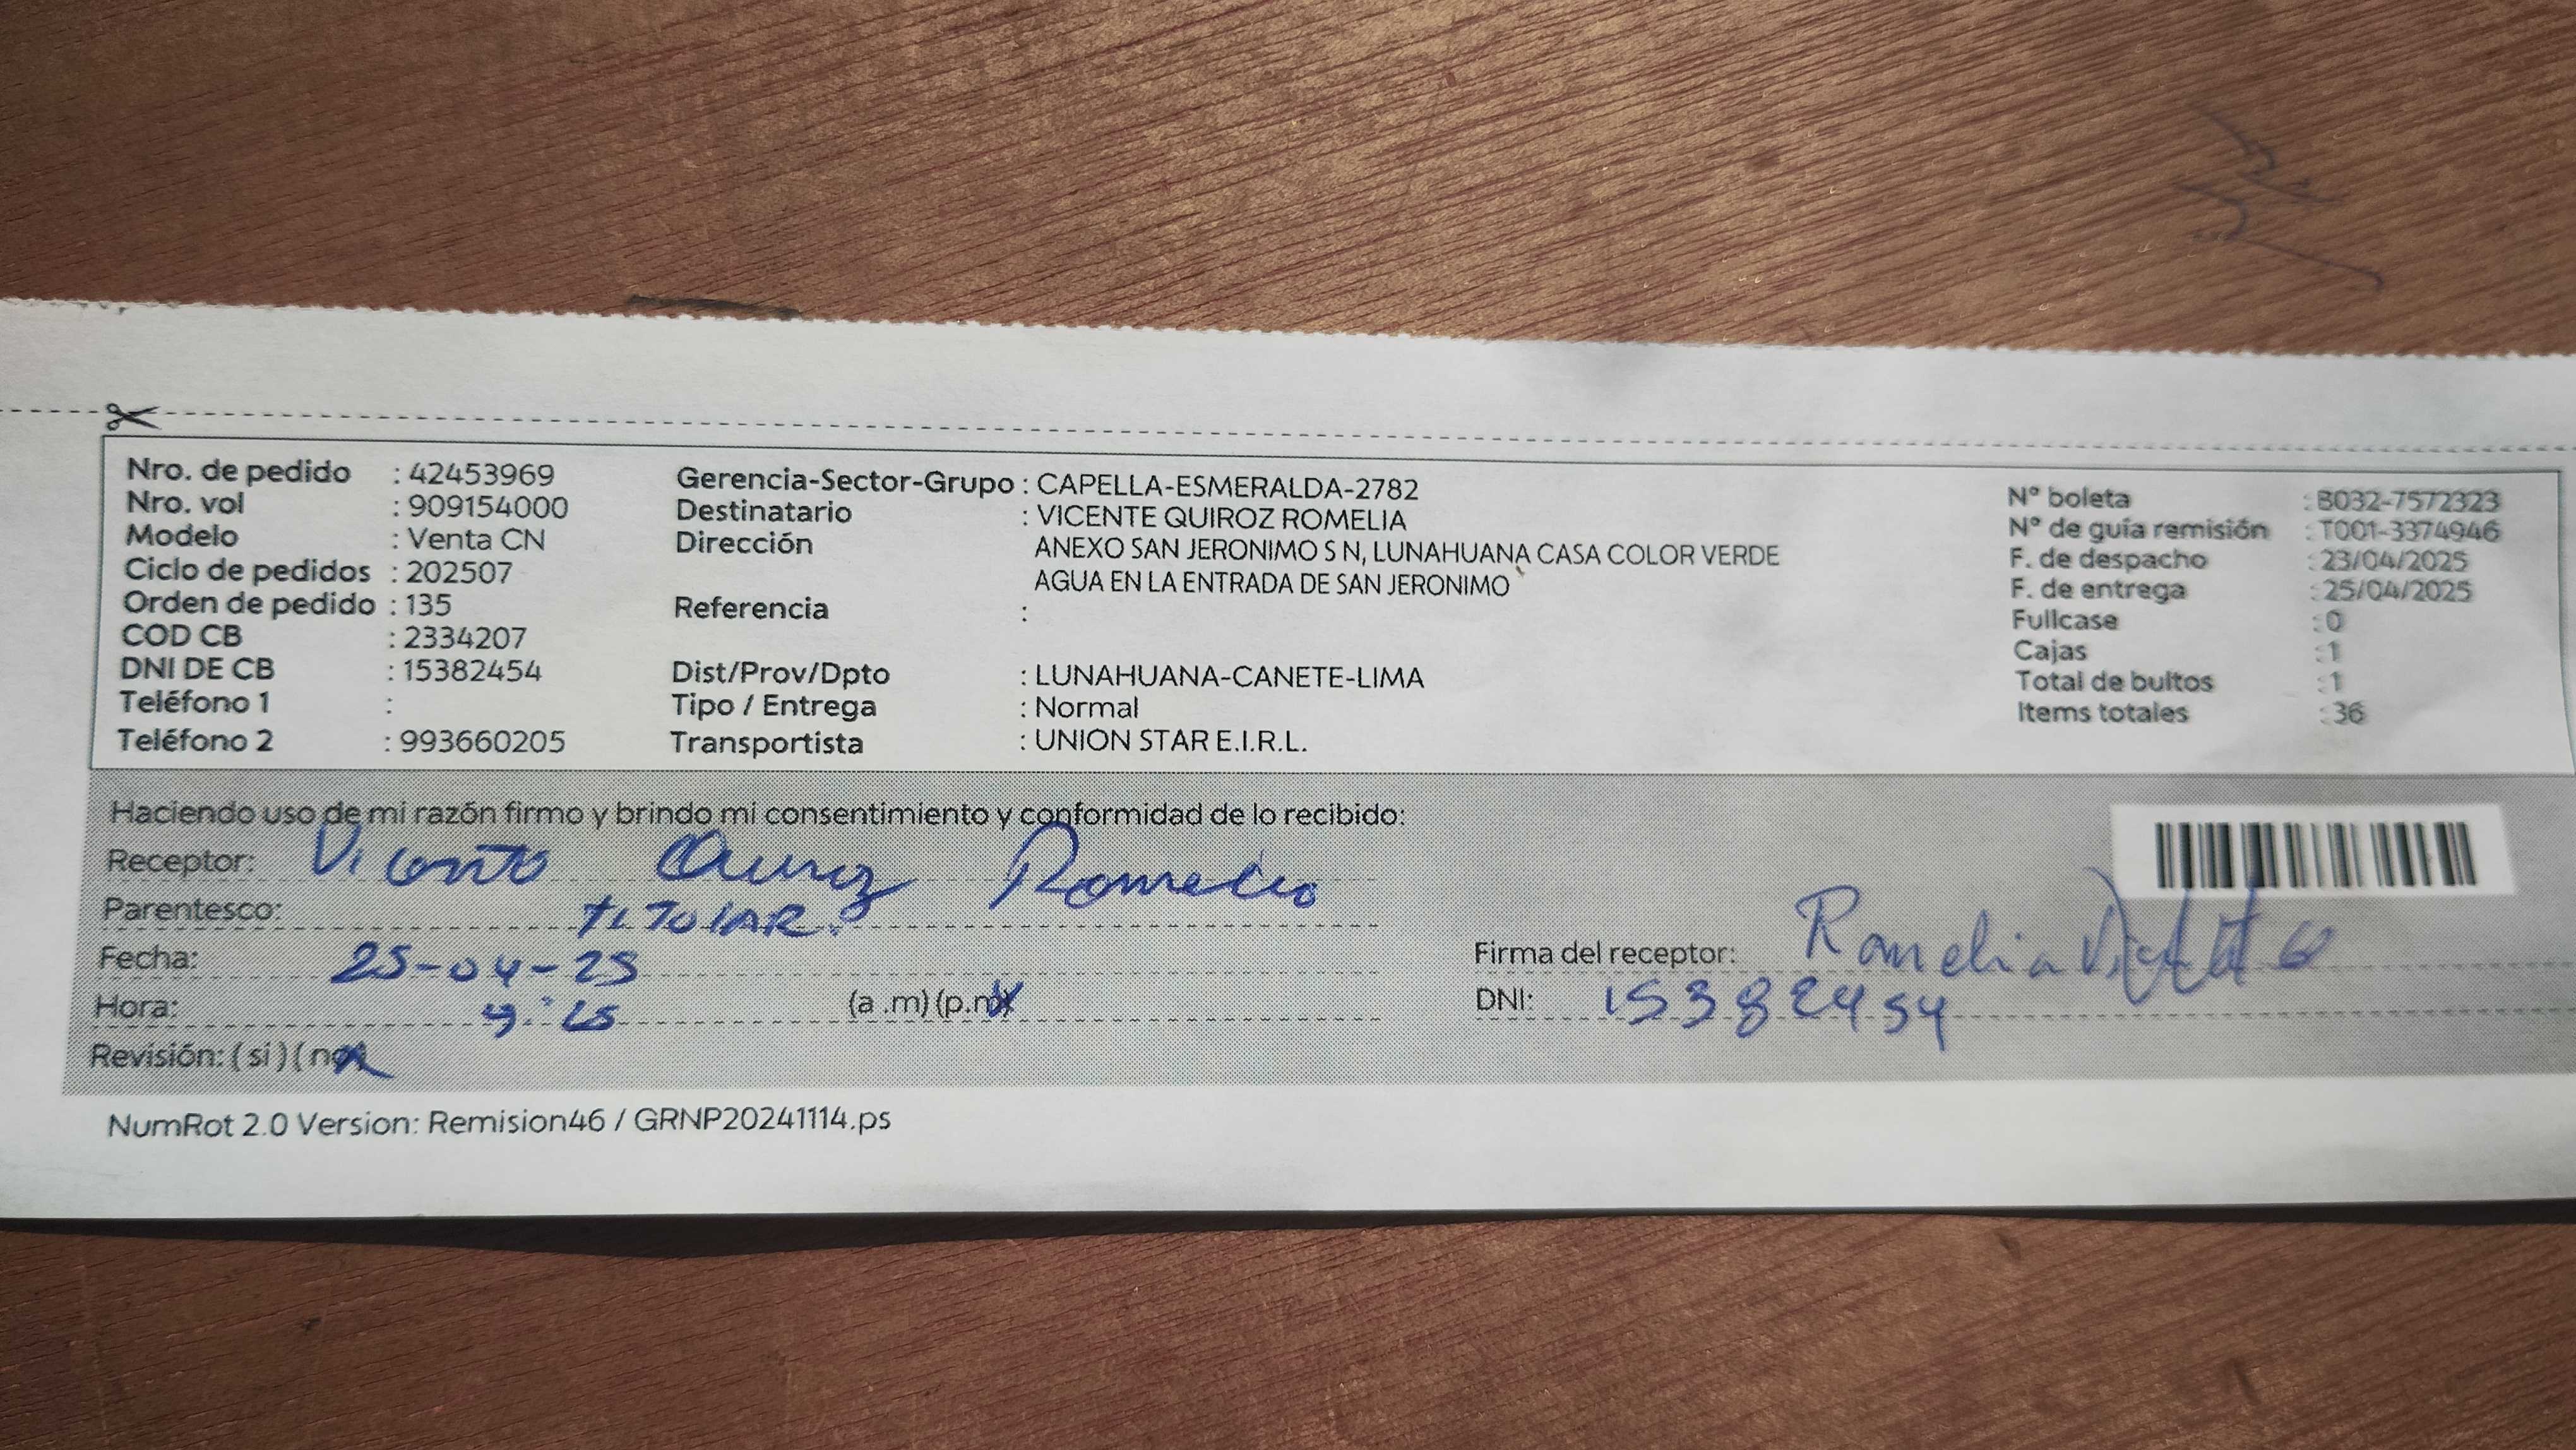 Nro. de pedido : 42453969
Nro. vol : 909154000
Modelo : Venta CN
Ciclo de pedidos : 202507
Orden de pedido : 135
COD CB : 2334207
DNI DE CB : 15382454
Teléfono 1 :
Teléfono 2 : 993660205
Gerencia-Sector-Grupo : CAPELLA-ESMERALDA-2782
Destinatario : VICENTE QUIROZ ROMELIA
Dirección ANEXO SAN JERONIMO S N, LUNAHUANA CASA COLOR VERDE
AGUA EN LA ENTRADA DE SAN JERONIMO
Referencia :
Dist/Prov/Dpto : LUNAHUANA-CANETE-LIMA
Tipo / Entrega : Normal
Transportista : UNION STAR E.I.R.L.
N° boleta : B032-7572323
N° de guía remisión : T001-3374946
F. de despacho : 23/04/2025
F. de entrega : 25/04/2025
Fullcase : 0
Cajas : 1
Total de bultos : 1
Items totales : 36
Haciendo uso de mi razón firmo y brindo mi consentimiento y conformidad de lo recibido:
Receptor: Vicente Quiroz Romelia
Parentesco: TITULAR.
Fecha: 25-04-25
Hora: (a .m) (p.m)
Revisión: ( si ) ( no )
Firma del receptor: Romelia
DNI: 15382454
NumRot 2.0 Version: Remision46 / GRNP20241114.ps